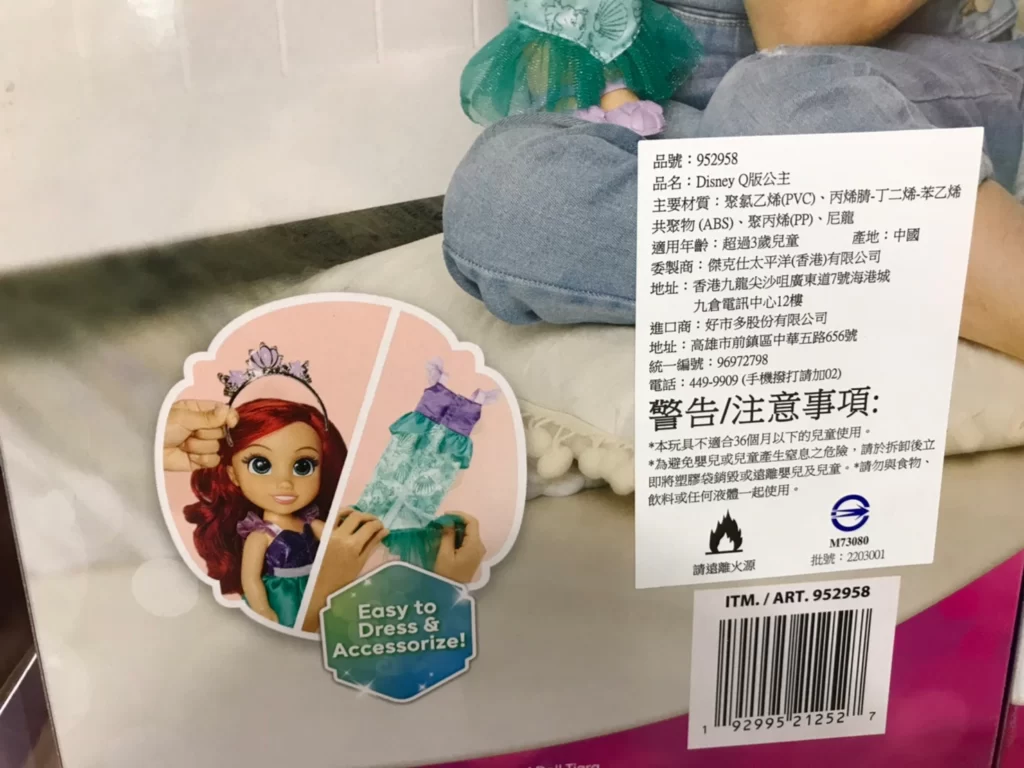 品號：952958
品名：Disney Q版公主
主要材質：聚氯乙烯(PVC)、丙烯腈-丁二烯-苯乙烯
共聚物 (ABS)、聚丙烯(PP)、尼龍
適用年齡：超過3歲兒童 產地：中國
委製商：傑克仕太平洋(香港)有限公司
地址：香港九龍尖沙咀廣東道7號海港城
九倉電訊中心12樓
進口商：好市多股份有限公司
地址：高雄市前鎮區中華五路656號
統一編號：96972798
電話：449-9909 (手機撥打請加02)
警告/注意事項:
*本玩具不適合36個月以下的兒童使用。
*為避免嬰兒或兒童產生窒息之危險，請於拆卸後立
即將塑膠袋銷毀或遠離嬰兒及兒童。*請勿與食物、
飲料或任何液體一起使用。
請遠離火源
M73080
批號：2203001
Easy to
Dress &
Accessorize!
ITM. / ART. 952958
1 92995 21252 7